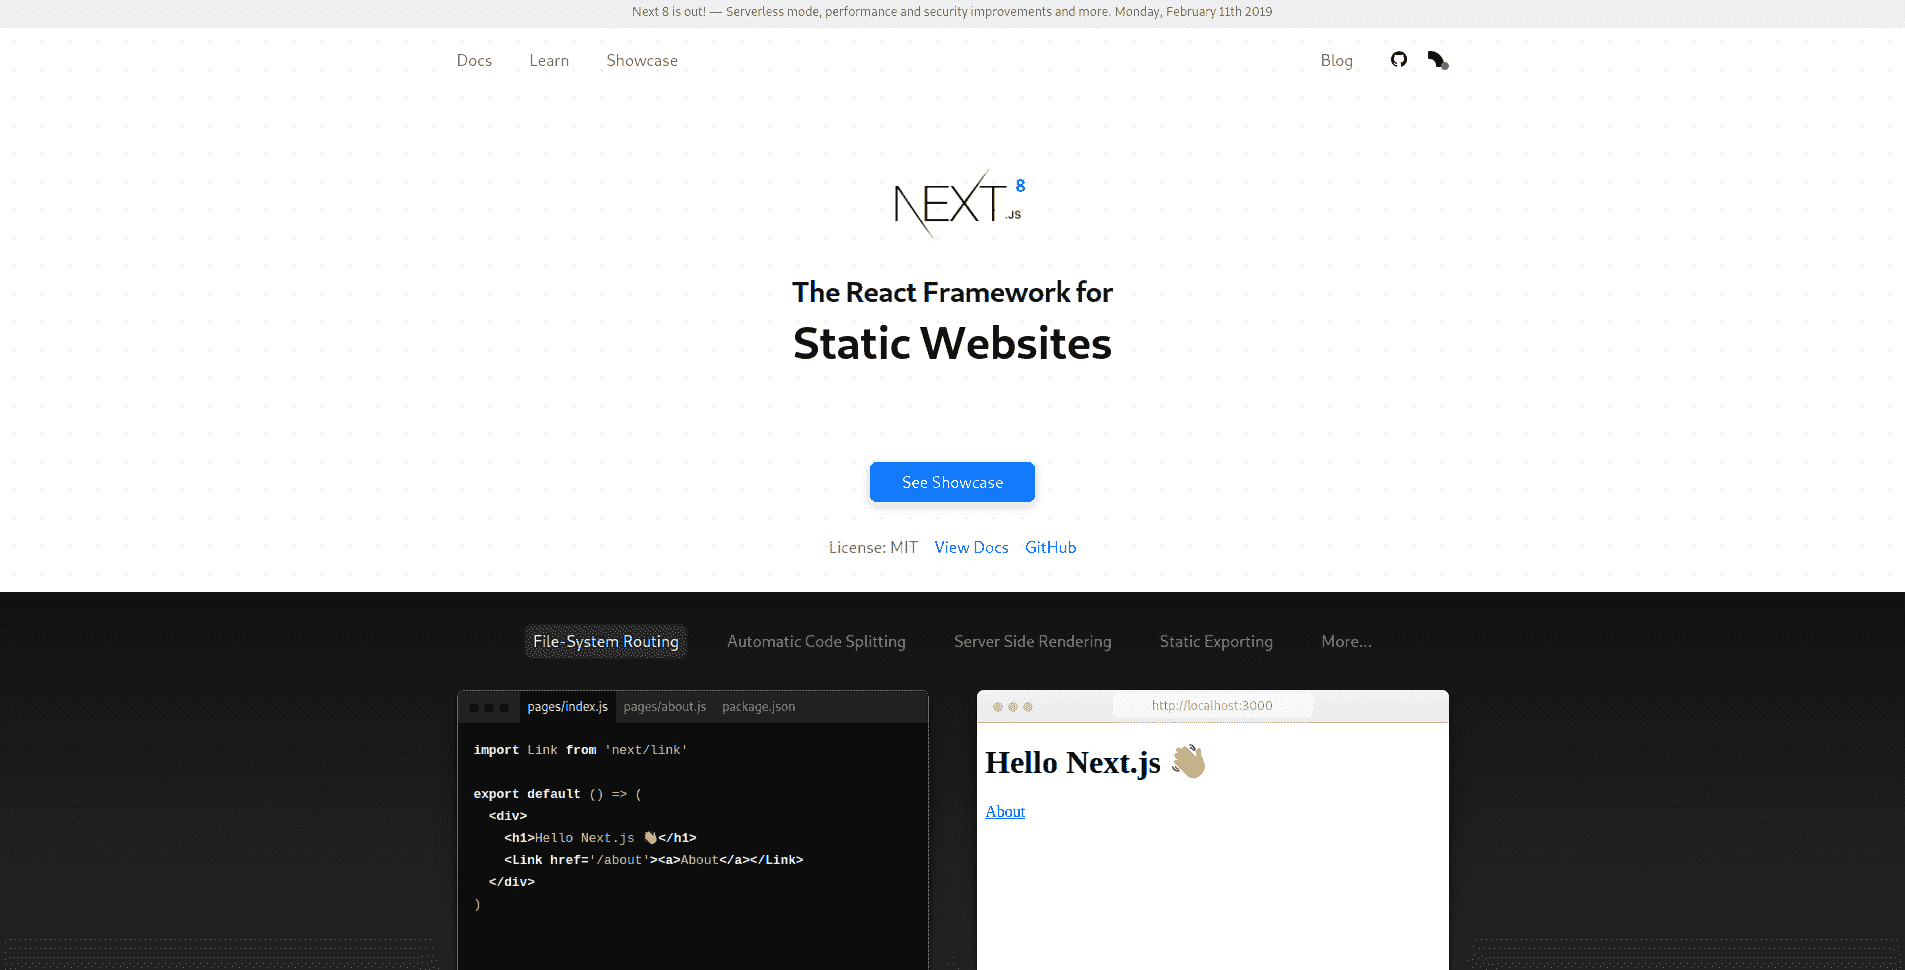 Next 8 is out! — Serverless mode, performance and security improvements and more. Monday, February 11th 2019
Docs Learn Showcase Blog
NEXT.JS 8
The React Framework for
Static Websites
See Showcase
License: MIT View Docs GitHub
File-System Routing Automatic Code Splitting Server Side Rendering Static Exporting More...
pages/index.js pages/about.js package.json
import Link from 'next/link'
export default () => (
<div>
<h1>Hello Next.js 👋</h1>
<Link href='/about'><a>About</a></Link>
</div>
)
http://localhost:3000
Hello Next.js 👋
About